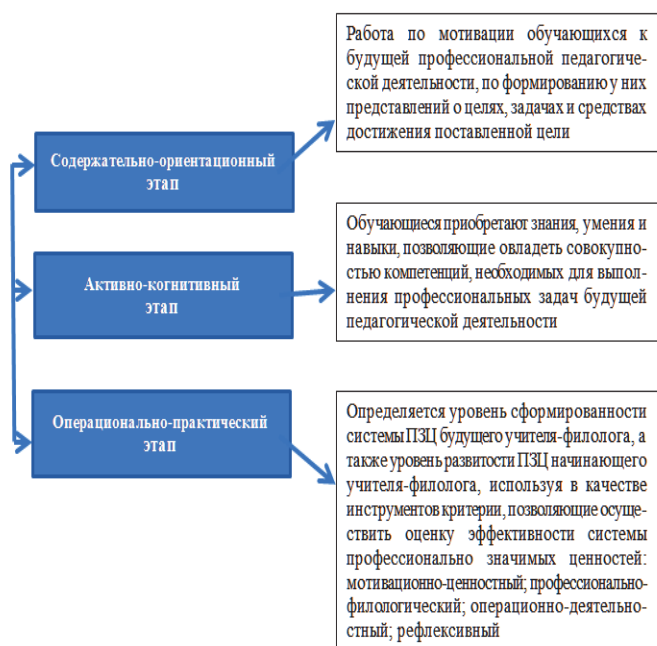 Содержательно-ориентационный
этап
Работа по мотивации обучающихся к
будущей профессиональной педагогиче-
ской деятельности, по формированию у них
представлений о целях, задачах и средствах
достижения поставленной цели
Активно-когнитивный
этап
Обучающиеся приобретают знания, умения и
навыки, позволяющие овладеть совокупно-
стью компетенций, необходимых для выпол-
нения профессиональных задач будущей
педагогической деятельности
Операционально-практический
этап
Определяется уровень сформированности
системы ПЗЦ будущего учителя-филолога, а
также уровень развитости ПЗЦ начинающего
учителя-филолога, используя в качестве
инструментов критерии, позволяющие осуще-
ствить оценку эффективности системы
профессионально значимых ценностей:
мотивационно-ценностный; профессионально-
филологический; операционно-деятельно-
стный; рефлексивный